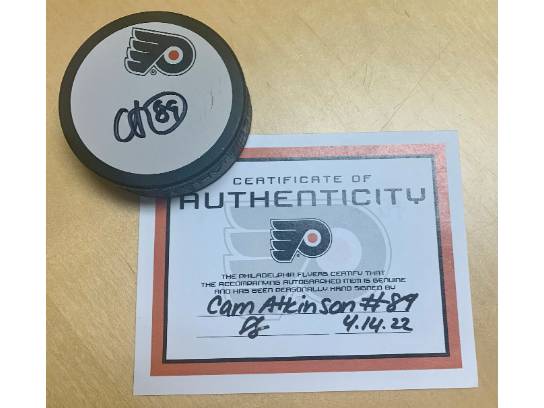 89
CERTIFICATE OF
AUTHENTICITY
THE PHILADELPHIA FLYERS CERTIFY THAT
THE ACCOMPANYING AUTOGRAPHED ITEM IS GENUINE
AND HAS BEEN PERSONALLY HAND SIGNED BY
Cam Atkinson #89
4.14.22